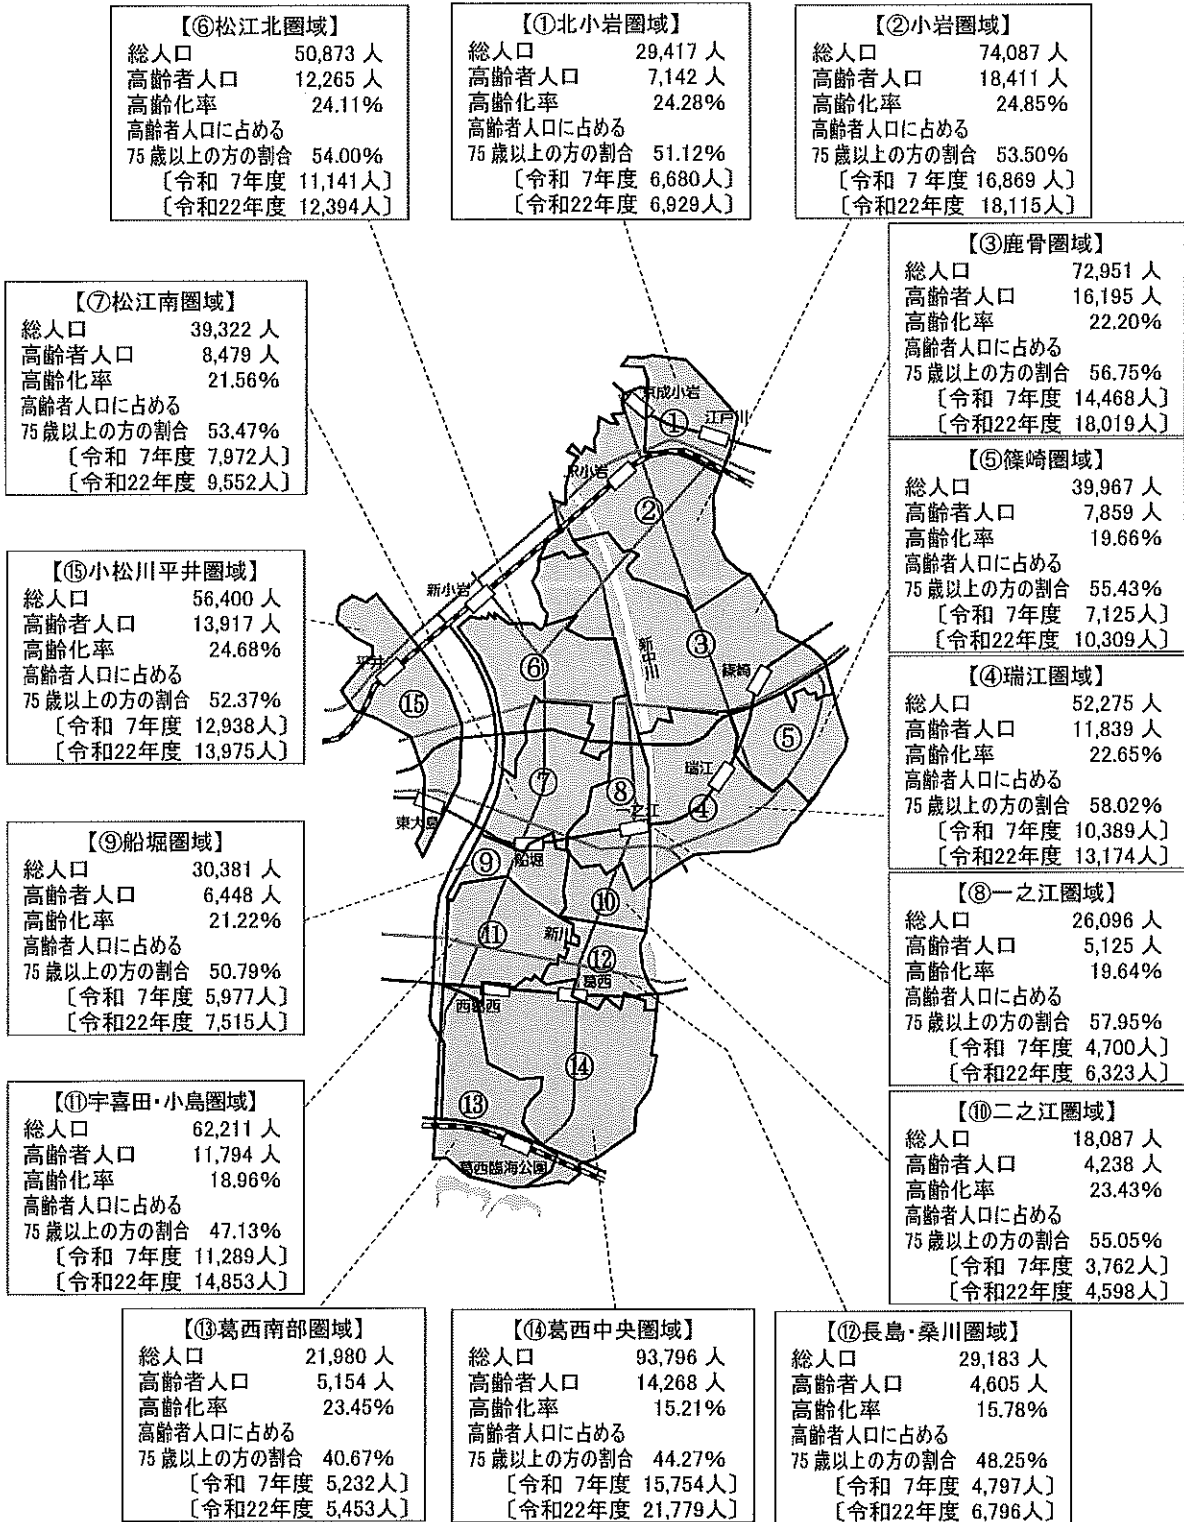 【⑥松江北圏域】
総人口 50,873 人
高齢者人口 12,265 人
高齢化率 24.11%
高齢者人口に占める
75歳以上の方の割合 54.00%
〔令和 7年度 11,141人〕
〔令和22年度 12,394人〕
【①北小岩圏域】
総人口 29,417 人
高齢者人口 7,142 人
高齢化率 24.28%
高齢者人口に占める
75歳以上の方の割合 51.12%
〔令和 7年度 6,680人〕
〔令和22年度 6,929人〕
【②小岩圏域】
総人口 74,087 人
高齢者人口 18,411 人
高齢化率 24.85%
高齢者人口に占める
75歳以上の方の割合 53.50%
〔令和 7 年度 16,869 人〕
〔令和22年度 18,115人〕
【③鹿骨圏域】
総人口 72,951 人
高齢者人口 16,195 人
高齢化率 22.20%
高齢者人口に占める
75歳以上の方の割合 56.75%
〔令和 7年度 14,468人〕
〔令和22年度 18,019人〕
【⑦松江南圏域】
総人口 39,322 人
高齢者人口 8,479 人
高齢化率 21.56%
高齢者人口に占める
75歳以上の方の割合 53.47%
〔令和 7年度 7,972人〕
〔令和22年度 9,552人〕
【⑤篠崎圏域】
総人口 39,967 人
高齢者人口 7,859 人
高齢化率 19.66%
高齢者人口に占める
75歳以上の方の割合 55.43%
〔令和 7年度 7,125人〕
〔令和22年度 10,309人〕
【⑮小松川平井圏域】
総人口 56,400 人
高齢者人口 13,917 人
高齢化率 24.68%
高齢者人口に占める
75歳以上の方の割合 52.37%
〔令和 7年度 12,938人〕
〔令和22年度 13,975人〕
【④瑞江圏域】
総人口 52,275 人
高齢者人口 11,839 人
高齢化率 22.65%
高齢者人口に占める
75歳以上の方の割合 58.02%
〔令和 7年度 10,389人〕
〔令和22年度 13,174人〕
【⑨船堀圏域】
総人口 30,381 人
高齢者人口 6,448 人
高齢化率 21.22%
高齢者人口に占める
75歳以上の方の割合 50.79%
〔令和 7年度 5,977人〕
〔令和22年度 7,515人〕
【⑧一之江圏域】
総人口 26,096 人
高齢者人口 5,125 人
高齢化率 19.64%
高齢者人口に占める
75歳以上の方の割合 57.95%
〔令和 7年度 4,700人〕
〔令和22年度 6,323人〕
【⑪宇喜田・小島圏域】
総人口 62,211 人
高齢者人口 11,794 人
高齢化率 18.96%
高齢者人口に占める
75歳以上の方の割合 47.13%
〔令和 7年度 11,289人〕
〔令和22年度 14,853人〕
【⑩二之江圏域】
総人口 18,087 人
高齢者人口 4,238 人
高齢化率 23.43%
高齢者人口に占める
75歳以上の方の割合 55.05%
〔令和 7年度 3,762人〕
〔令和22年度 4,598人〕
【⑬葛西南部圏域】
総人口 21,980 人
高齢者人口 5,154 人
高齢化率 23.45%
高齢者人口に占める
75歳以上の方の割合 40.67%
〔令和 7年度 5,232人〕
〔令和22年度 5,453人〕
【⑭葛西中央圏域】
総人口 93,796 人
高齢者人口 14,268 人
高齢化率 15.21%
高齢者人口に占める
75歳以上の方の割合 44.27%
〔令和 7年度 15,754人〕
〔令和22年度 21,779人〕
【⑫長島・桑川圏域】
総人口 29,183 人
高齢者人口 4,605 人
高齢化率 15.78%
高齢者人口に占める
75歳以上の方の割合 48.25%
〔令和 7年度 4,797人〕
〔令和22年度 6,796人〕
京成小岩
①
江戸川
JR小岩
②
新小岩
新中川
⑥
③
篠崎
平井
⑮
⑤
瑞江
⑦
⑧
④
一之江
東大島
船堀
⑨
⑩
⑪
新川
⑫
葛西
西葛西
⑭
⑬
葛西臨海公園